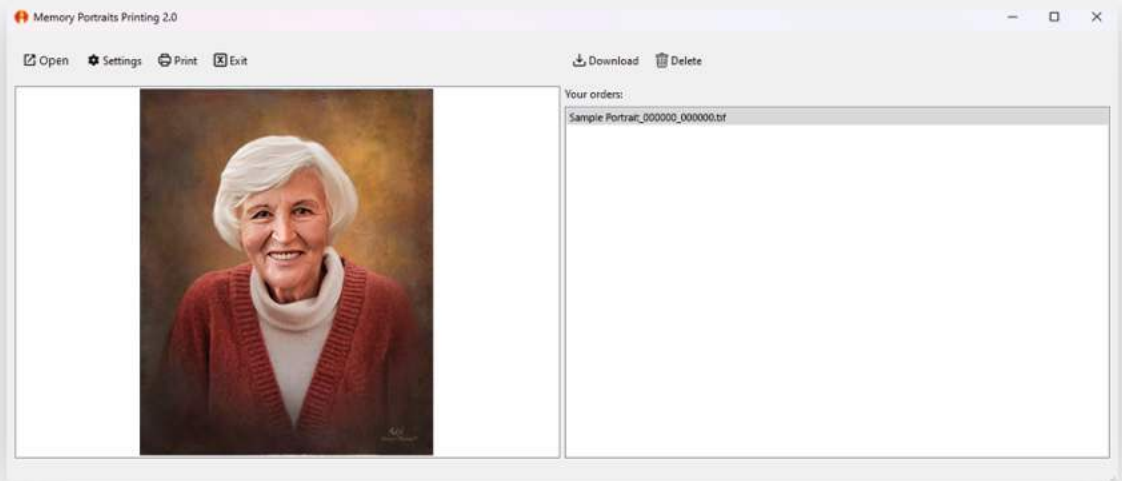 Memory Portraits Printing 2.0
Open Settings Print Exit
Download Delete
Your orders:
Sample Portrait_000000_000000.tif